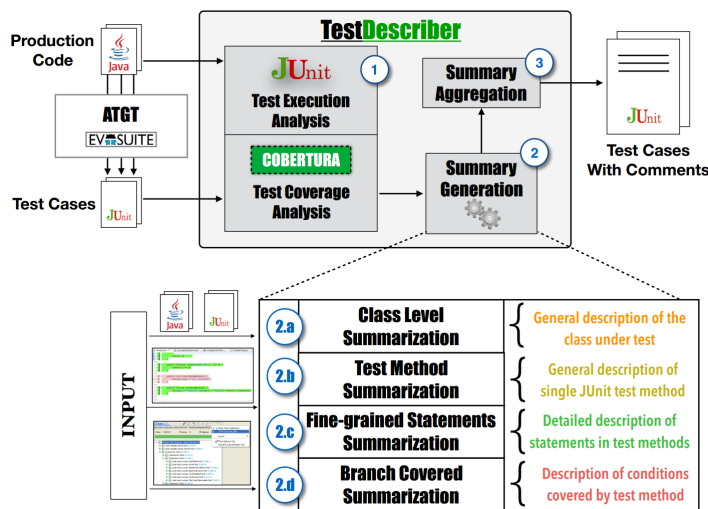 TestDescriber
Production
Code
Java
JUnit
1
Test Execution
Analysis
3
Summary
Aggregation
ATGT
EVOSUITE
JUnit
COBERTURA
2
Summary
Generation
Test Cases
With Comments
Test Cases
JUnit
Test Coverage
Analysis
INPUT
Java
JUnit
2.a
Class Level
Summarization
General description of the
class under test
2.b
Test Method
Summarization
General description of
single JUnit test method
2.c
Fine-grained Statements
Summarization
Detailed description of
statements in test methods
2.d
Branch Covered
Summarization
Description of conditions
covered by test method